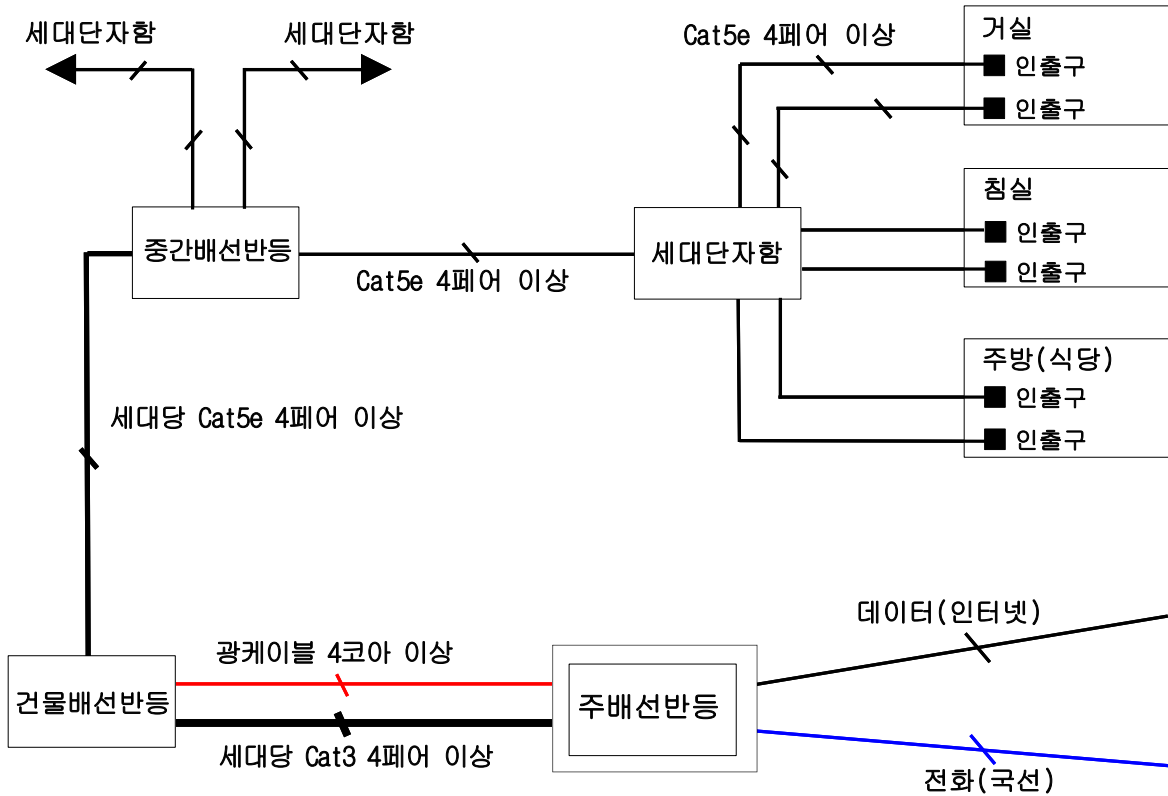 세대단자함
세대단자함
Cat5e 4페어 이상
거실
인출구
인출구
침실
인출구
인출구
중간배선반등
세대단자함
Cat5e 4페어 이상
주방(식당)
인출구
인출구
세대당 Cat5e 4페어 이상
데이터(인터넷)
광케이블 4코아 이상
건물배선반등
주배선반등
세대당 Cat3 4페어 이상
전화(국선)